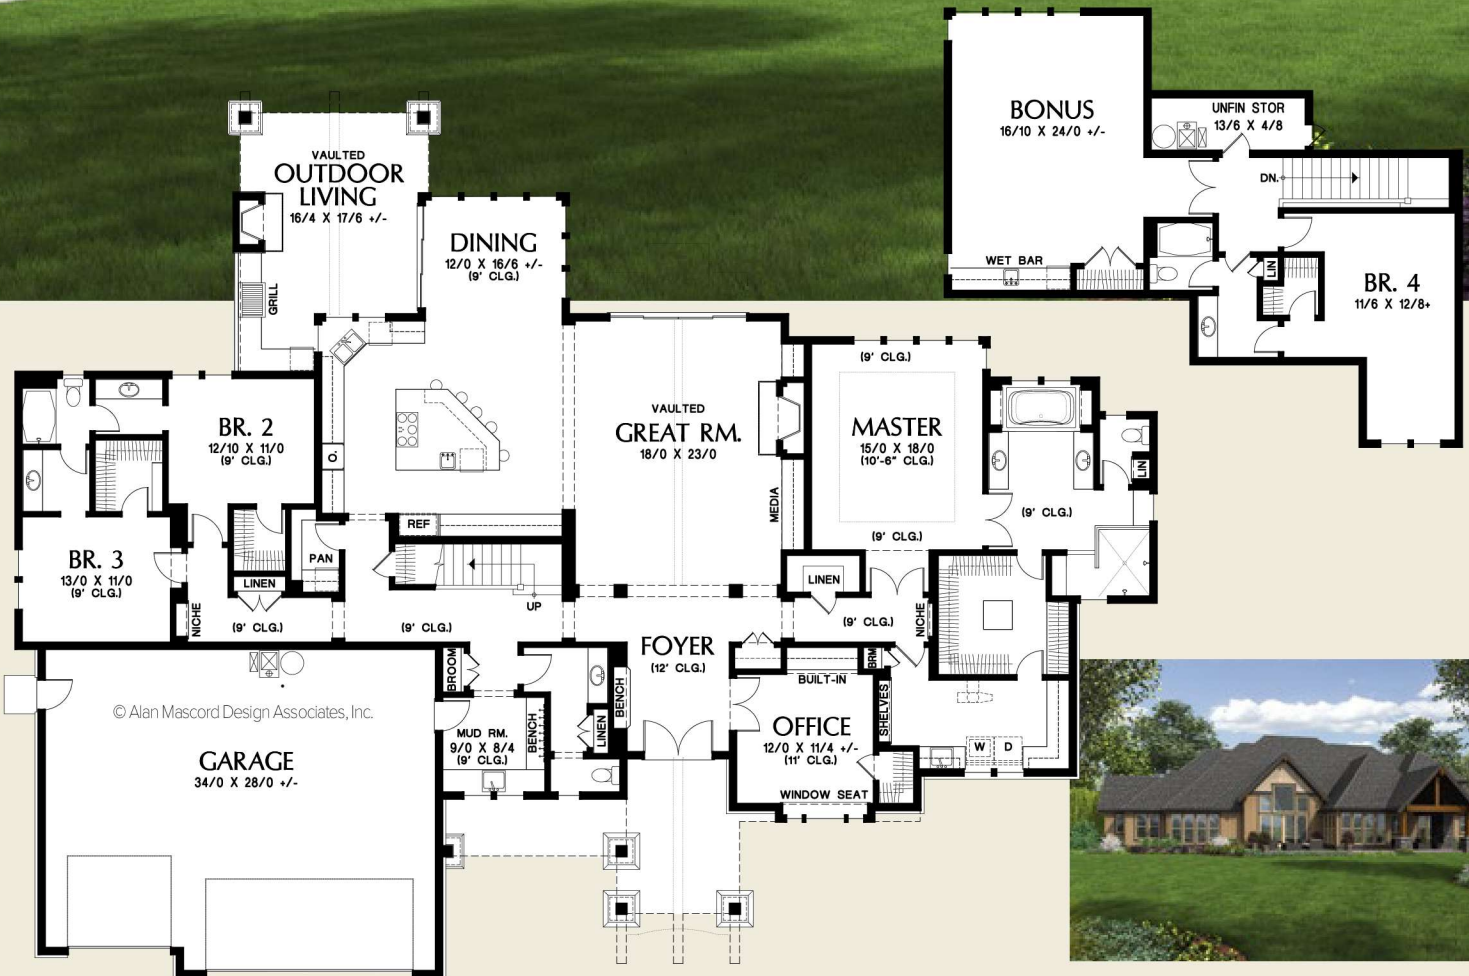 BONUS
16/10 X 24/0 +/-
UNFIN STOR
13/6 X 4/8
DN.
WET BAR
LIN
BR. 4
11/6 X 12/8+
VAULTED
OUTDOOR
LIVING
16/4 X 17/6 +/-
GRILL
DINING
12/0 X 16/6 +/-
(9' CLG.)
BR. 2
12/10 X 11/0
(9' CLG.)
O.
VAULTED
GREAT RM.
18/0 X 23/0
MEDIA
(9' CLG.)
MASTER
15/0 X 18/0
(10'-6" CLG.)
(9' CLG.)
LIN
(9' CLG.)
REF
PAN
BR. 3
13/0 X 11/0
(9' CLG.)
LINEN
NICHE
(9' CLG.)
(9' CLG.)
UP
LINEN
(9' CLG.)
NICHE
FOYER
(12' CLG.)
BROOM
BENCH
BRM
BUILT-IN
SHELVES
© Alan Mascord Design Associates, Inc.
GARAGE
34/0 X 28/0 +/-
MUD RM.
9/0 X 8/4
(9' CLG.)
BENCH
LINEN
OFFICE
12/0 X 11/4 +/-
(11' CLG.)
WINDOW SEAT
W
D